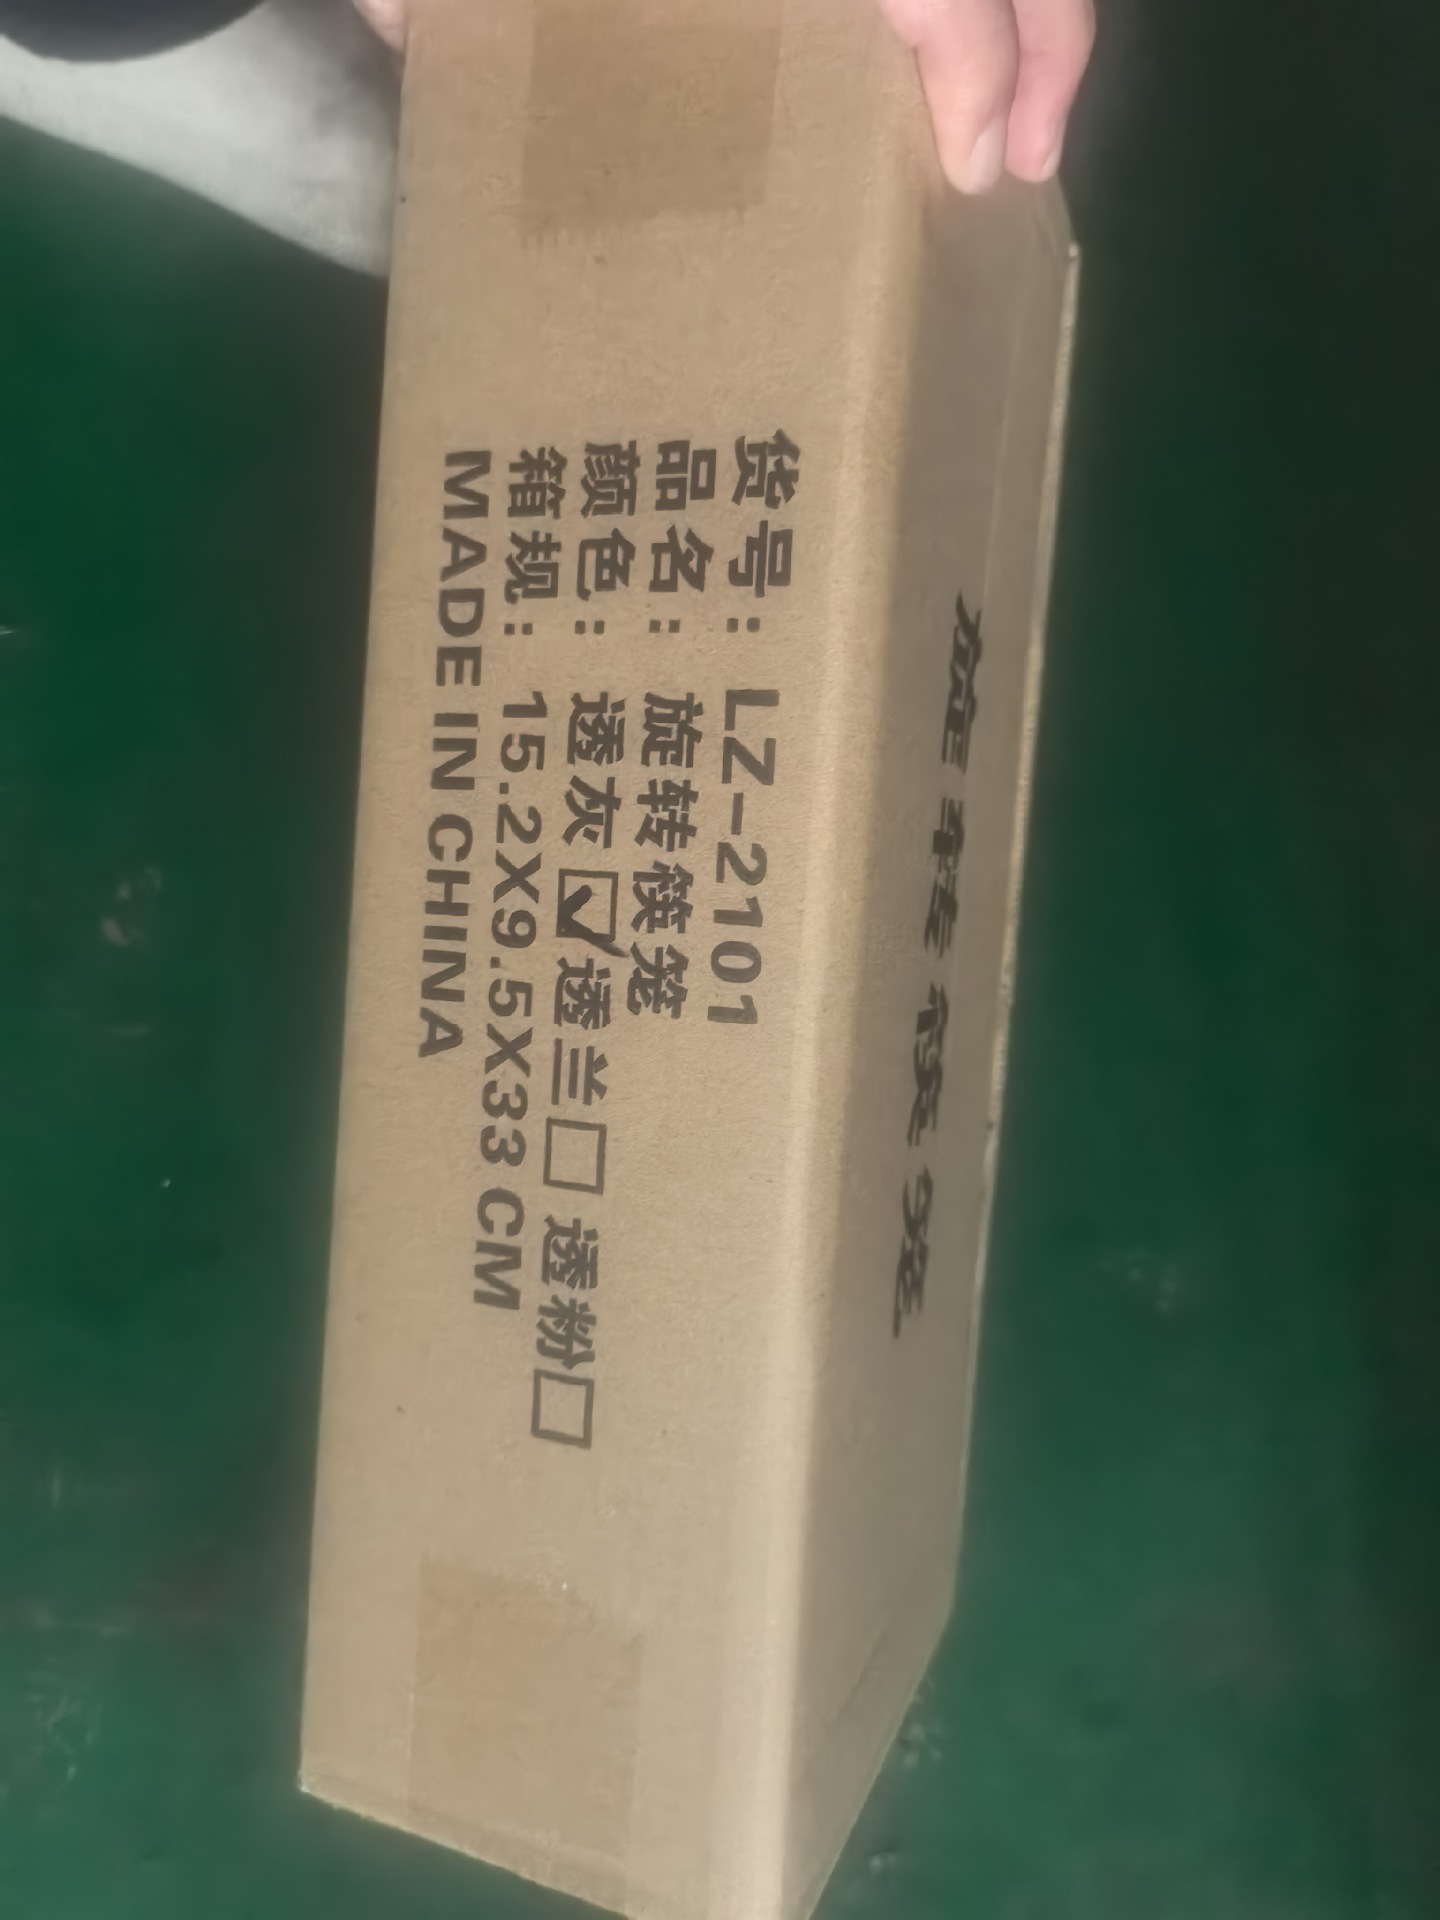 货号：LZ-2101
品名：旋转筷笼
颜色：透灰☑透兰□ 透粉□
箱规：15.2X9.5X33 CM
MADE IN CHINA
旋转筷笼